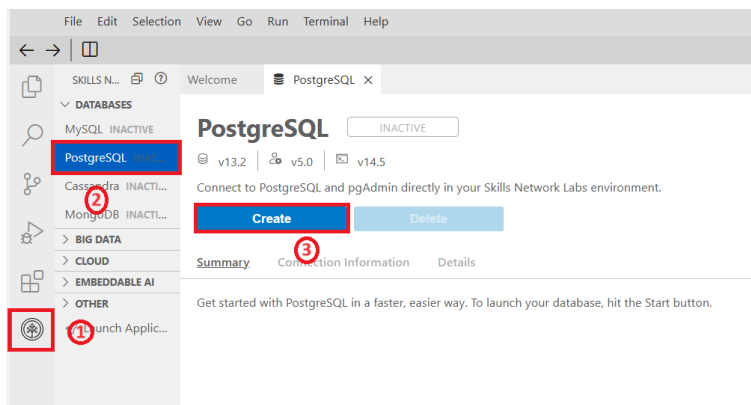 File Edit Selection View Go Run Terminal Help
SKILLS N...
Welcome PostgreSQL
DATABASES
MySQL INACTIVE
PostgreSQL INAC...
Cassandra INACTI...
MongoDB INACTI...
BIG DATA
CLOUD
EMBEDDABLE AI
OTHER
Launch Applic...
1
2
PostgreSQL INACTIVE
v13.2 v5.0 v14.5
Connect to PostgreSQL and pgAdmin directly in your Skills Network Labs environment.
Create Delete
3
Summary Connection Information Details
Get started with PostgreSQL in a faster, easier way. To launch your database, hit the Start button.